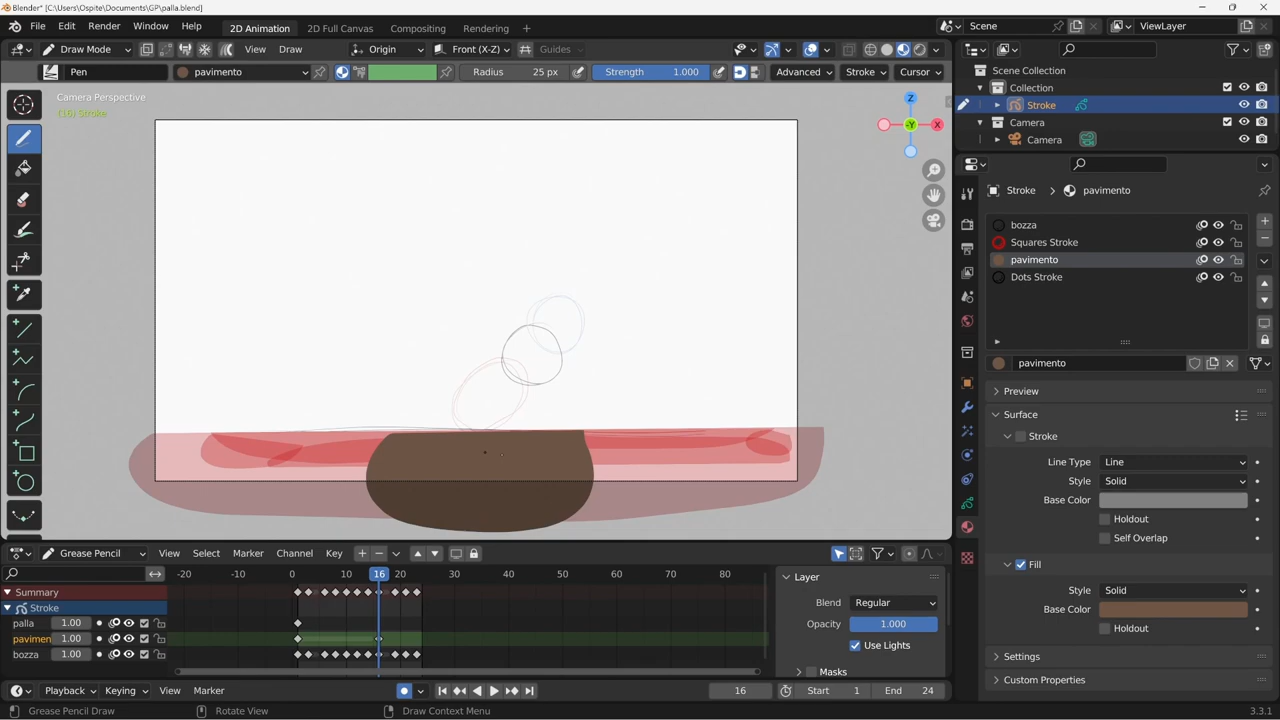 Blender* [C:\Users\Ospite\Documents\GP\palla.blend]
File Edit Render Window Help 2D Animation 2D Full Canvas Compositing Rendering + Scene ViewLayer
Draw Mode View Draw Origin Front (X-Z) Guides
Pen pavimento Radius 25 px Strength 1.000 Advanced Stroke Cursor
Scene Collection
Collection
Stroke
Camera
Camera
Camera Perspective
(16) Stroke
Z
-Y X
Stroke > pavimento
bozza
Squares Stroke
pavimento
Dots Stroke
pavimento
Preview
Surface
Stroke
Line Type Line
Style Solid
Base Color
Holdout
Self Overlap
Fill
Style Solid
Base Color
Holdout
Settings
Custom Properties
Grease Pencil View Select Marker Channel Key
-20 -10 0 10 16 20 30 40 50 60 70 80
Summary
Stroke
palla 1.00
pavimen 1.00
bozza 1.00
Layer
Blend Regular
Opacity 1.000
Use Lights
Masks
Playback Keying View Marker 16 Start 1 End 24
Grease Pencil Draw Rotate View Draw Context Menu 3.3.1